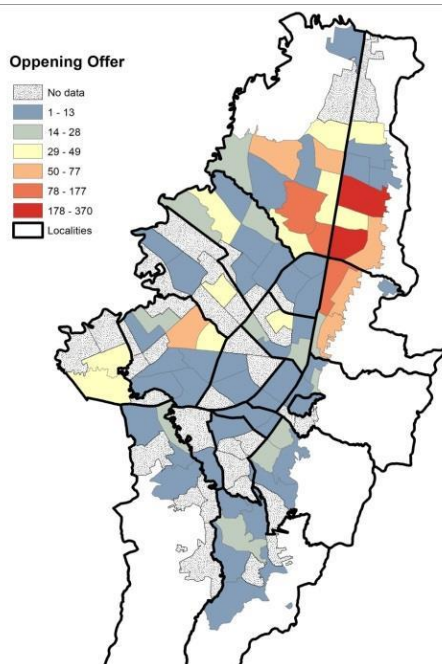 Oppening Offer
No data
1 - 13
14 - 28
29 - 49
50 - 77
78 - 177
178 - 370
Localities